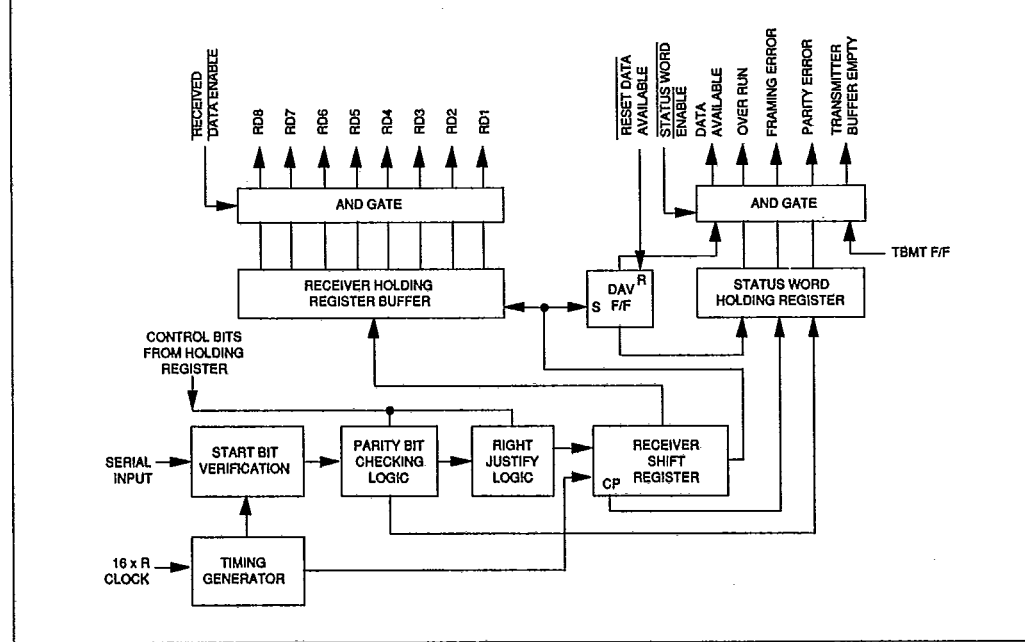 RECEIVED
DATA ENABLE
RD8
RD7
RD6
RD5
RD4
RD3
RD2
RD1
RESET DATA
AVAILABLE
STATUS WORD
ENABLE
DATA
AVAILABLE
OVER RUN
FRAMING ERROR
PARITY ERROR
TRANSMITTER
BUFFER EMPTY
AND GATE
AND GATE
TBMT F/F
RECEIVER HOLDING
REGISTER BUFFER
R
DAV
S F/F
STATUS WORD
HOLDING REGISTER
CONTROL BITS
FROM HOLDING
REGISTER
SERIAL
INPUT
START BIT
VERIFICATION
PARITY BIT
CHECKING
LOGIC
RIGHT
JUSTIFY
LOGIC
RECEIVER
SHIFT
REGISTER
CP
16 x R
CLOCK
TIMING
GENERATOR